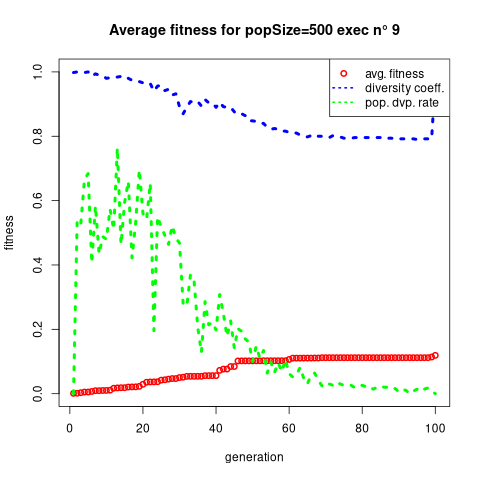 Average fitness for popSize=500 exec n° 9
avg. fitness
diversity coeff.
pop. dvp. rate
fitness
1.0
0.8
0.6
0.4
0.2
0.0
0 20 40 60 80 100
generation